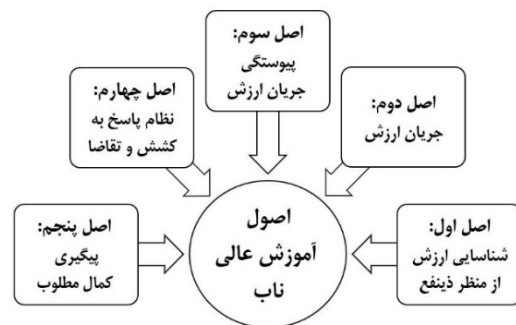 اصل سوم:
پیوستگی
جریان ارزش
اصل دوم:
جریان ارزش
اصل چهارم:
نظام پاسخ به
کشش و تقاضا
اصل اول:
شناسایی ارزش
از منظر ذینفع
اصول
آموزش عالی
ناب
اصل پنجم:
پیگیری
کمال مطلوب